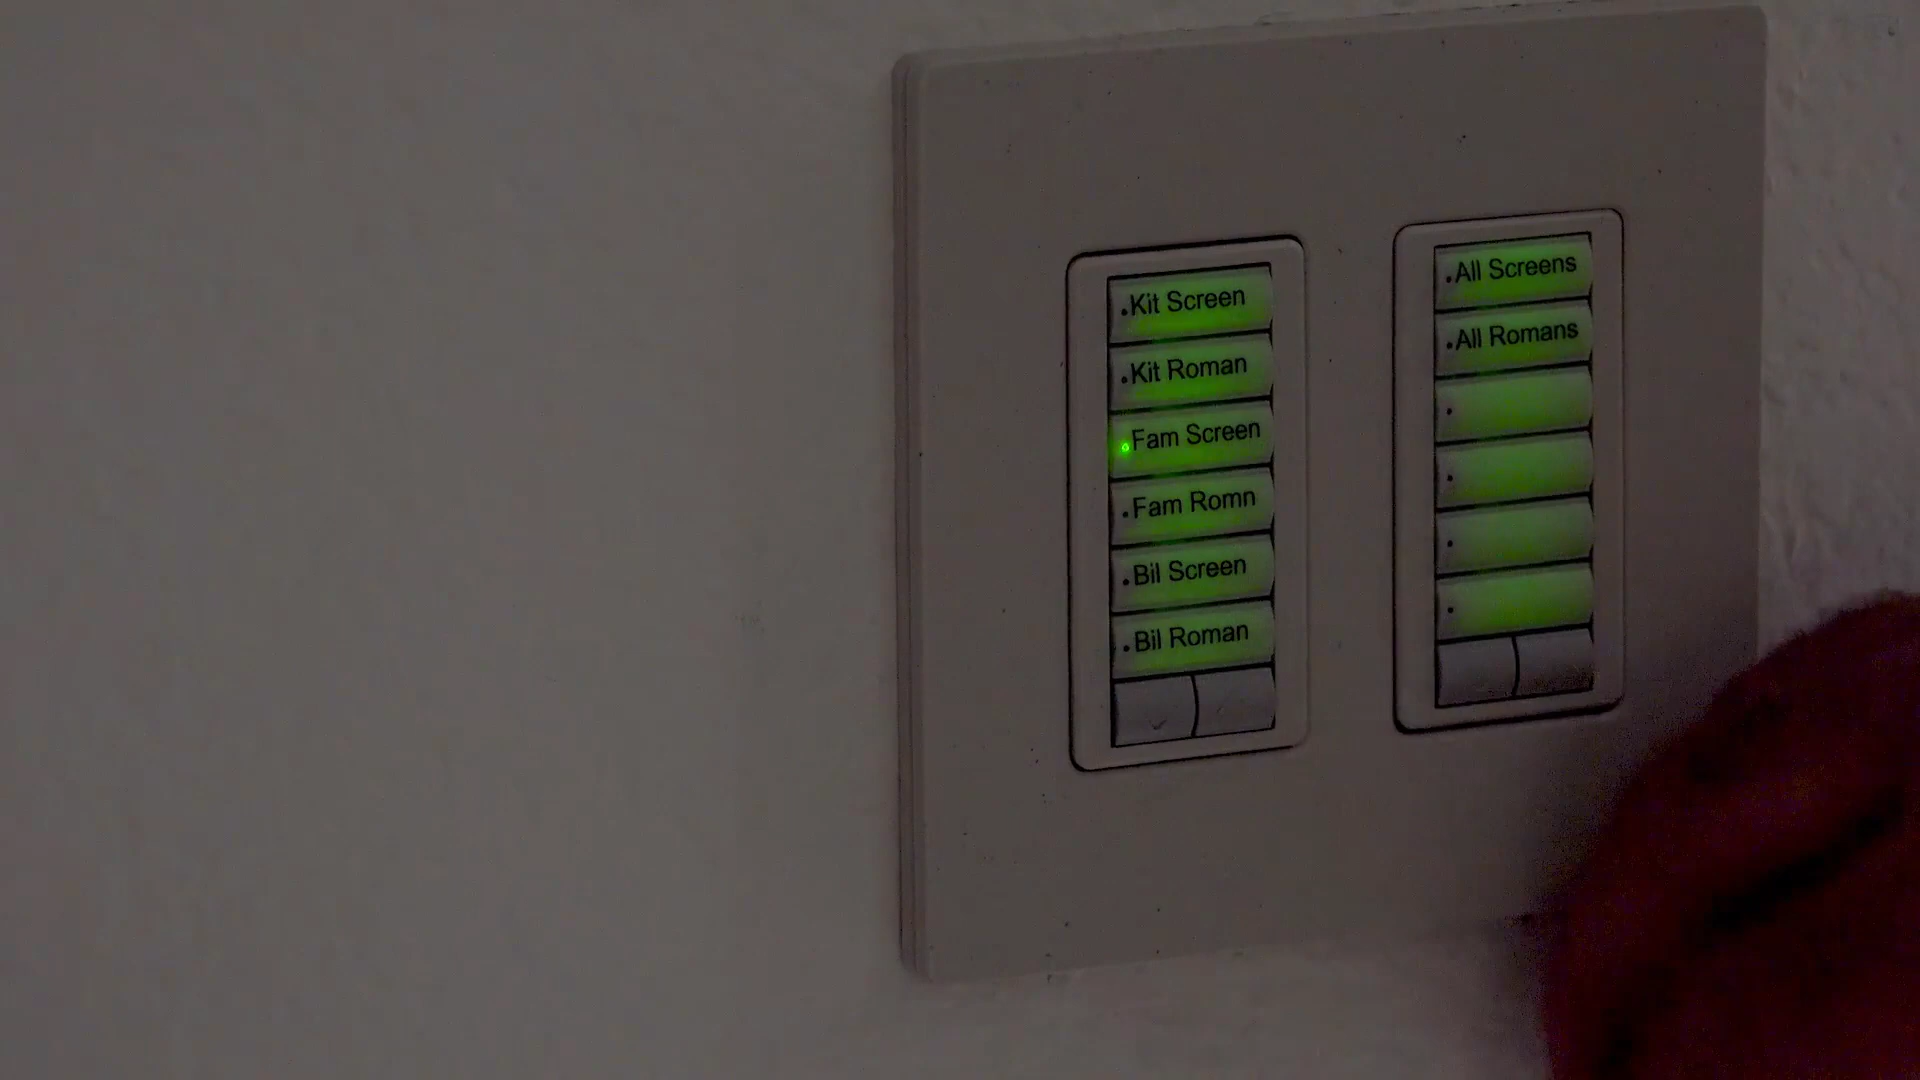 Kit Screen
Kit Roman
Fam Screen
Fam Romn
Bil Screen
Bil Roman
All Screens
All Romans